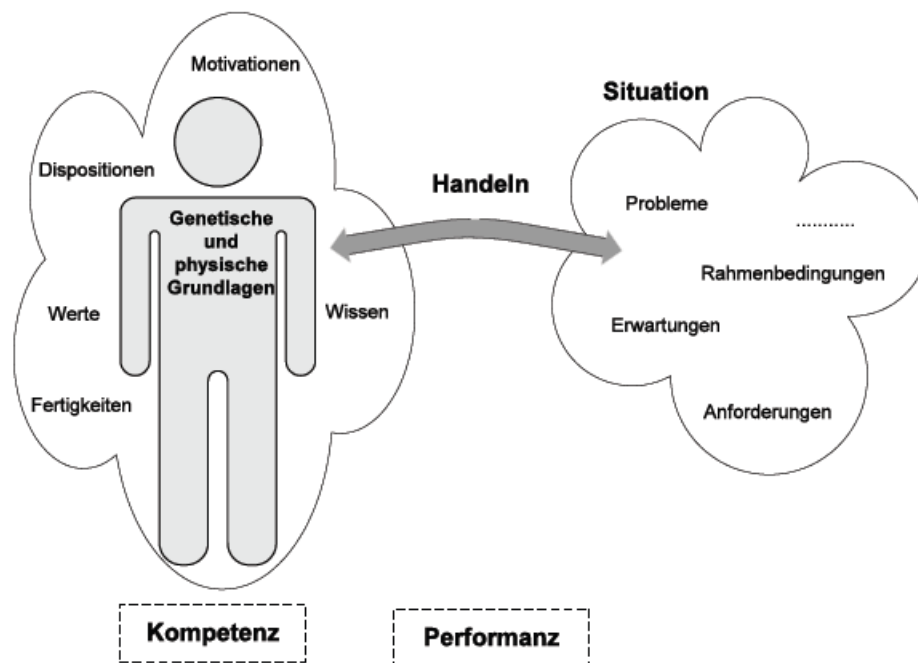 Motivationen
Dispositionen
Genetische
und
physische
Grundlagen
Werte
Wissen
Fertigkeiten
Handeln
Situation
Probleme
...........
Rahmenbedingungen
Erwartungen
Anforderungen
Kompetenz
Performanz